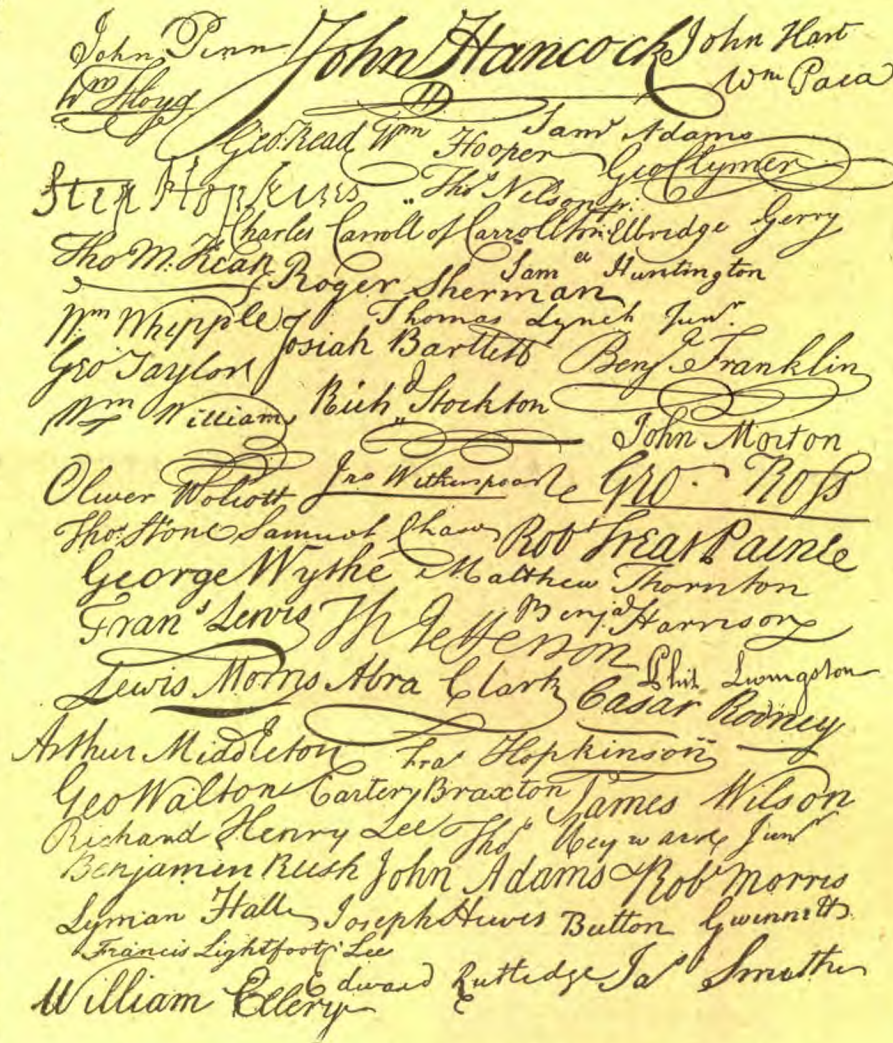 John Penn John Hancock John Hart
Wm Floyd Wm Paca
Geo. Read Wm Hooper Saml Adams
Geo Clymer
Step Hopkins Thos Nelson jr.
Charles Carroll of Carrollton Elbridge Gerry
Tho M. Kean Roger Sherman Samel Huntington
Wm Whipple Thomas Lynch Junr.
Josiah Bartlett Benja Franklin
Geo Taylor
Wm Williams Richd Stockton
John Morton
Oliver Wolcott Jno Witherspoon Geo. Ross
Thos Stone Samuel Chase Robt Treat Paine
George Wythe Matthew Thornton
Frans Lewis Th Jefferson Benja Harrison
Lewis Morris Abra Clark Phil. Livingston
Cæsar Rodney
Arthur Middleton Fras Hopkinson
Geo Walton Carter Braxton James Wilson
Richard Henry Lee Thos Heyward Junr
Benjamin Rush John Adams Robt Morris
Lyman Hall Joseph Hewes Button Gwinnett
Francis Lightfoot Lee
William Ellery Edward Rutledge Jas Smith